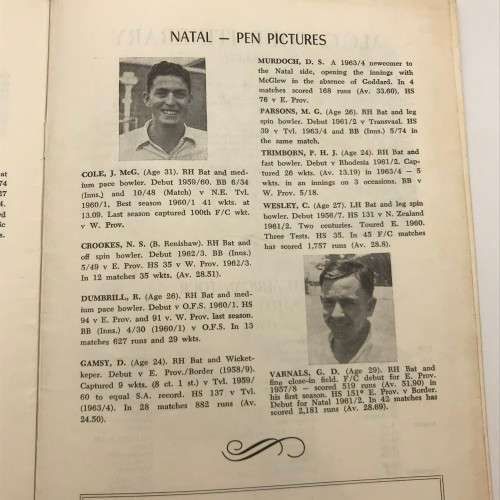 NATAL — PEN PICTURES
COLE, J. McG. (Age 31). RH Bat and med-
ium pace bowler. Debut 1959/60. BB 6/34
(Inns) and 10/48 (Match) v N.E. Tvl.
1960/1, Best season 1960/1 41 wkts. at
13.09. Last season captured 100th F/C wkt.
v W. Prov.
CROOKES, N. S. (B. Renishaw). RH Bat and
off spin bowler. Debut 1962/3. BB (Inns.)
5/49 v E. Prov. HS 35 v W. Prov. 1962/3.
In 12 matches 35 wkts. (Av. 28.51).
DUMBRILL, R. (Age 26). RH Bat and med-
ium pace bowler. Debut v O.F.S. 1960/1. HS
94 v E. Prov. and 91 v. W. Prov. last season.
BB (Inns) 4/30 (1960/1) v O.F.S. In 13
matches 627 runs and 29 wkts.
GAMSY, D. (Age 24). RH Bat and Wicket-
keeper. Debut v E. Prov./Border (1958/9).
Captured 9 wkts. (8 ct. 1 st.) v Tvl. 1959/
60 to equal S.A. record. HS 137 v Tvl.
(1963/4). In 28 matches 882 runs (Av.
24.50).
MURDOCH, D. S. A 1963/4 newcomer to
the Natal side, opening the innings with
McGlew in the absence of Goddard. In 4
matches scored 168 runs (Av. 33.60). HS
76 v E. Prov.
PARSONS, M. G. (Age 26). RH Bat and leg
spin bowler. Debut 1961/2 v Transvaal. HS
39 v Tvl. 1963/4 and BB (Inns.) 5/74 in
the same match.
TRIMBORN, P. H. J. (Age 24). RH Bat and
fast bowler. Debut v Rhodesia 1961/2. Cap-
tured 26 wkts. (Av. 13.19) in 1963/4 — 5
wkts. in an innings on 3 occasions. BB v
W. Prov. 5/18.
WESLEY, C. (Age 27). LH Bat and leg spin
bowler. Debut 1956/7. HS 131 v N. Zealand
1961/2. Two centuries. Toured E. 1960.
Three Tests. HS 35. In 45 F/C matches
has scored 1,757 runs (Av. 28.8).
VARNALS, G. D. (Age 29). RH Bat and
fine close-in field. F/C debut for E. Prov.
1957/8 — scored 519 runs (Av. 51.90) in
his first season. HS 151* E. Prov. v Border.
Debut for Natal 1961/2. In 42 matches has
scored 2,181 runs (Av. 28.69).